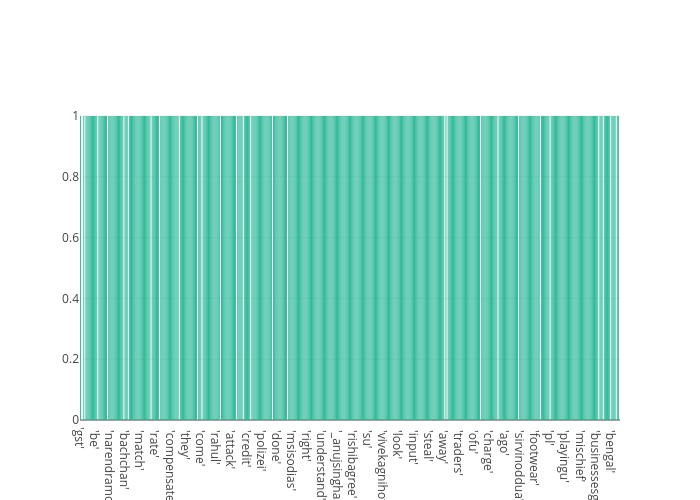 1
0.8
0.6
0.4
0.2
0
'gst'
'be'
'narendramo
'bachchan'
'match'
'rate'
'compensate
'they'
'come'
'rahul'
'attack'
'credit'
'polizei'
'done'
'msisodias'
'right'
'understand'
'_anujsingha
'rishibagree'
'su'
'vivekagniho
'look'
'input'
'steal'
'away'
'traders'
'ofu'
'charge'
'ago'
'sirvinoddua
'footwear'
'pl'
'playingu'
'mischief'
'businessesg
'bengal'